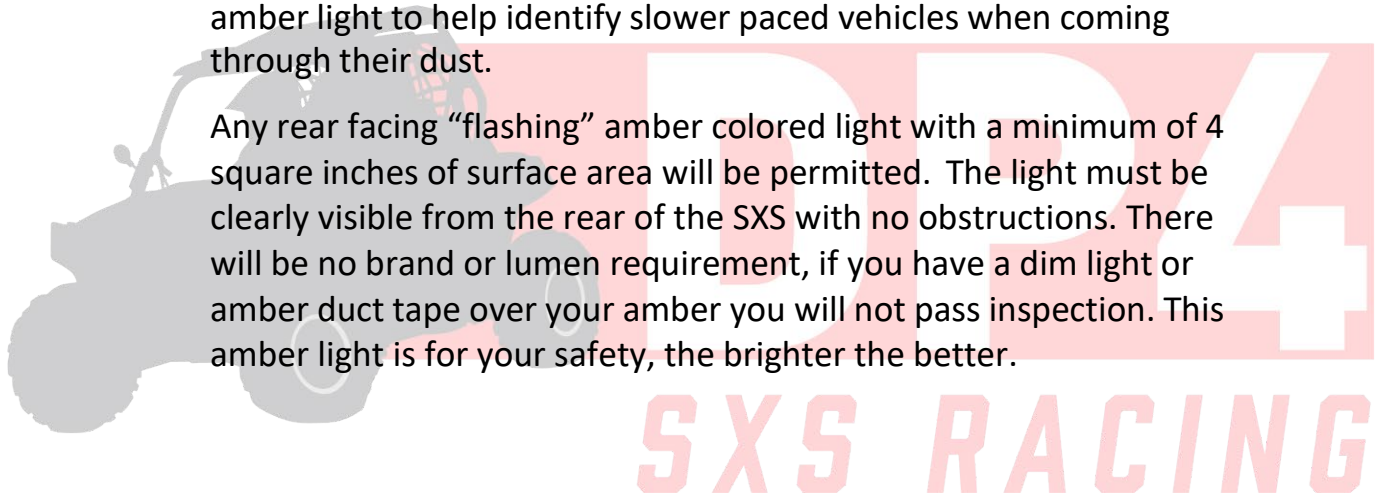 amber light to help identify slower paced vehicles when coming
through their dust.
Any rear facing “flashing” amber colored light with a minimum of 4
square inches of surface area will be permitted.  The light must be
clearly visible from the rear of the SXS with no obstructions. There
will be no brand or lumen requirement, if you have a dim light or
amber duct tape over your amber you will not pass inspection. This
amber light is for your safety, the brighter the better.
DP4
SXS RACING